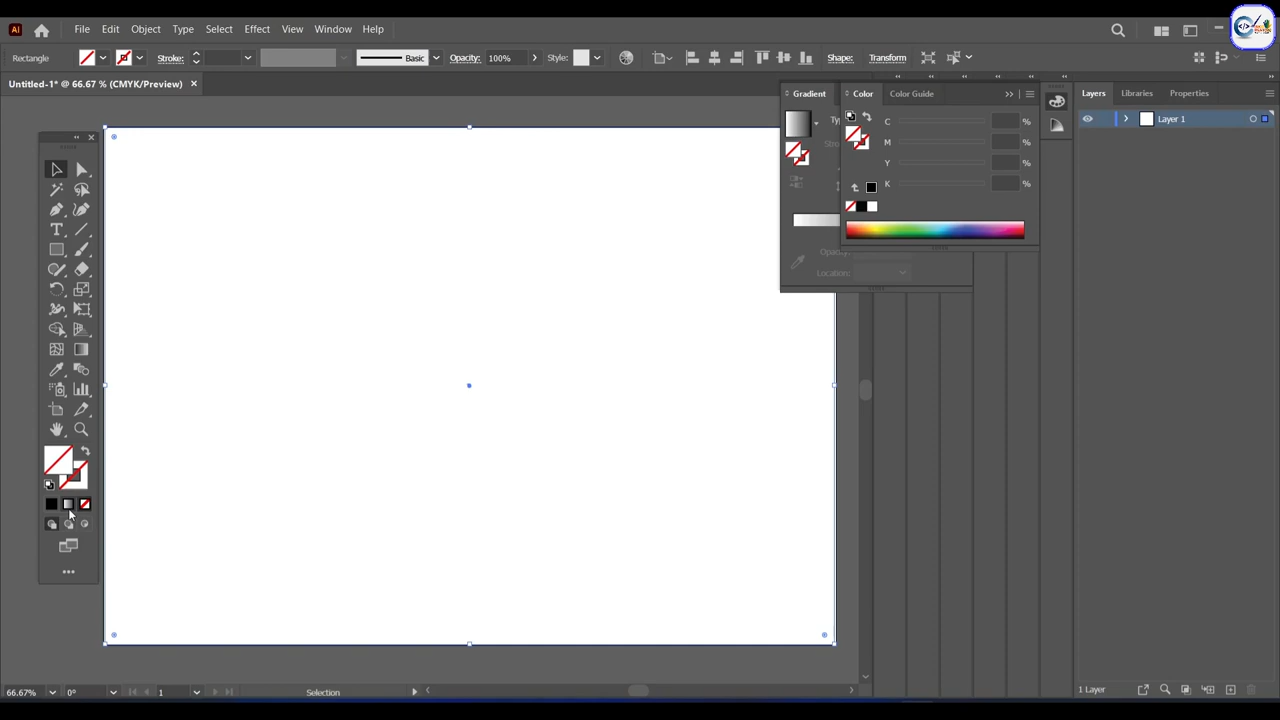 Ai File Edit Object Type Select Effect View Window Help
Rectangle Stroke: Basic Opacity: 100% Style: Shape: Transform
Untitled-1* @ 66.67 % (CMYK/Preview)
Gradient Color Color Guide Layers Libraries Properties
C %
M %
Y %
K %
Layer 1
Opacity:
Location:
66.67% 0° 1 Selection 1 Layer